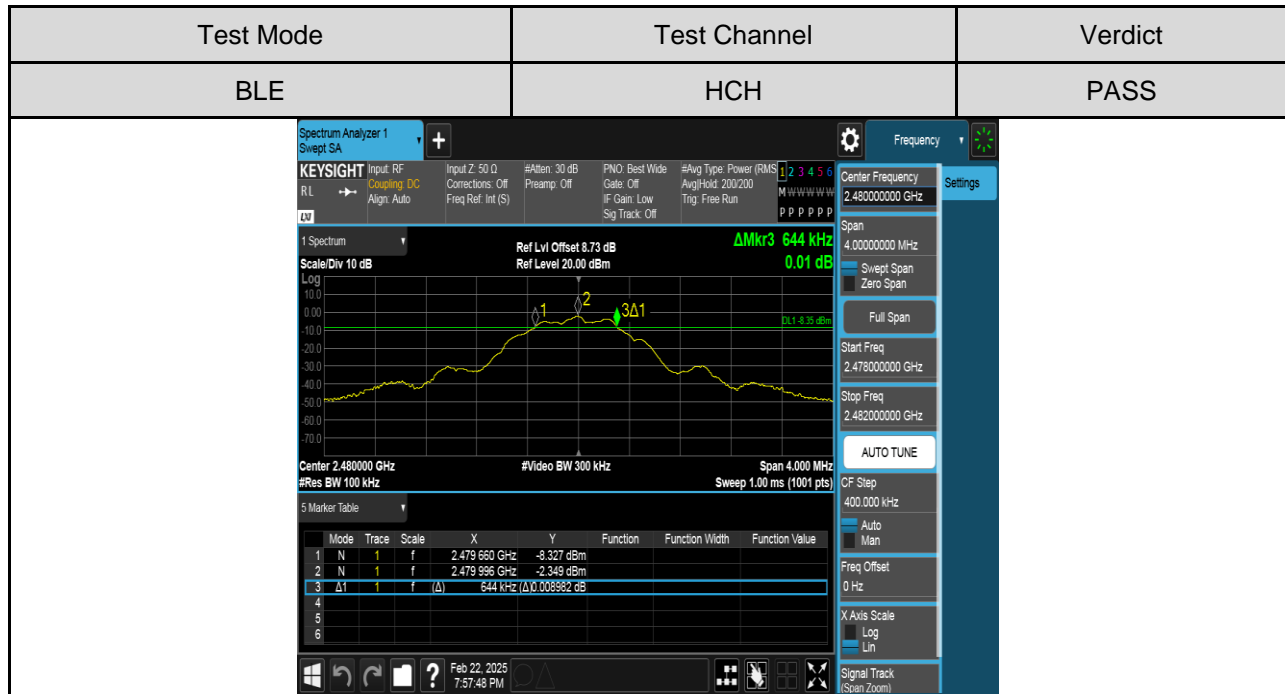 Test Mode Test Channel Verdict
BLE HCH PASS
Spectrum Analyzer 1
Swept SA
+
Frequency
KEYSIGHT Input: RF Input Z: 50 Ω #Atten: 30 dB PNO: Best Wide #Avg Type: Power (RMS 1 2 3 4 5 6
RL Coupling: DC Corrections: Off Preamp: Off Gate: Off Avg|Hold: 200/200 M W W W W W
Align: Auto Freq Ref: Int (S) IF Gain: Low Trig: Free Run
LXI Sig Track: Off P P P P P P
Center Frequency
2.480000000 GHz
Settings
1 Spectrum
Ref Lvl Offset 8.73 dB ΔMkr3 644 kHz
Scale/Div 10 dB Ref Level 20.00 dBm 0.01 dB
Log
10.0
0.00
-10.0
-20.0
-30.0
-40.0
-50.0
-60.0
-70.0
1 2 3Δ1
DL1 -8.35 dBm
Center 2.480000 GHz #Video BW 300 kHz Span 4.000 MHz
#Res BW 100 kHz Sweep 1.00 ms (1001 pts)
Span
4.00000000 MHz
Swept Span
Zero Span
Full Span
Start Freq
2.478000000 GHz
Stop Freq
2.482000000 GHz
AUTO TUNE
CF Step
400.000 kHz
Auto
Man
Freq Offset
0 Hz
X Axis Scale
Log
Lin
Signal Track
(Span Zoom)
5 Marker Table
Mode Trace Scale X Y Function Function Width Function Value
1 N 1 f 2.479 660 GHz -8.327 dBm
2 N 1 f 2.479 996 GHz -2.349 dBm
3 Δ1 1 f (Δ) 644 kHz (Δ) 0.008982 dB
4
5
6
? Feb 22, 2025
7:57:48 PM